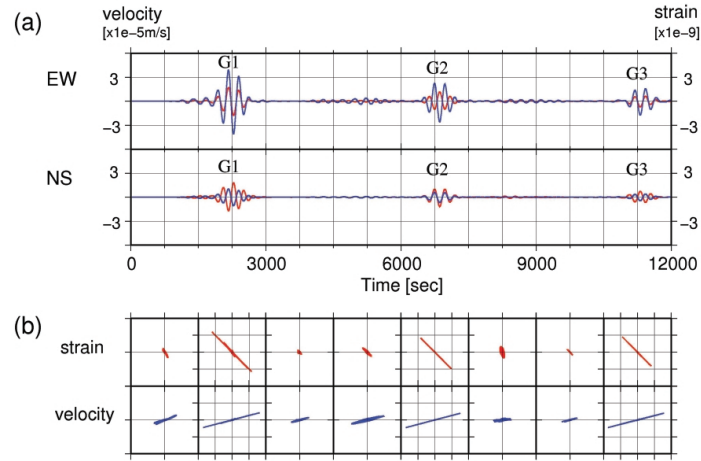 (a)
velocity
[x1e−5m/s]
strain
[x1e−9]
EW
3
−3
G1
G2
G3
3
−3
NS
3
−3
G1
G2
G3
3
−3
0
3000
6000
9000
12000
Time [sec]
(b)
strain
velocity